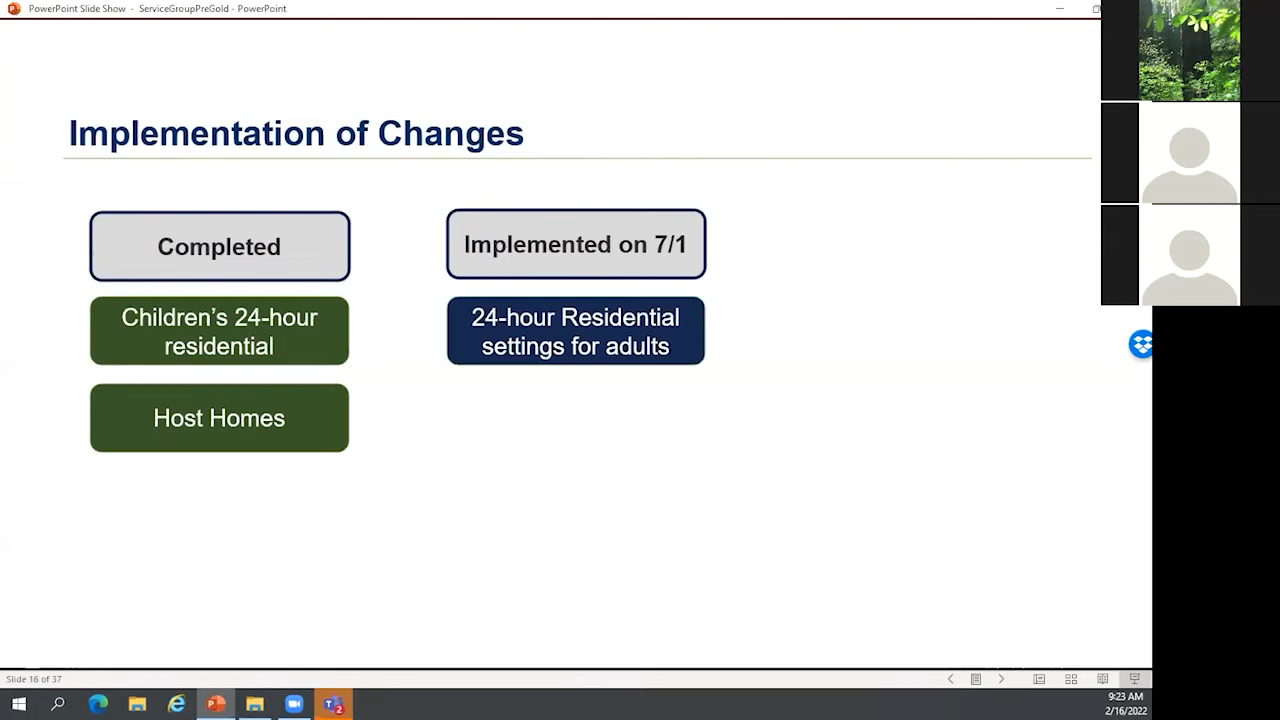 PowerPoint Slide Show - ServiceGroupPreGold - PowerPoint
Implementation of Changes
Completed
Implemented on 7/1
Children’s 24-hour
residential
24-hour Residential
settings for adults
Host Homes
Slide 16 of 37
2
9:23 AM
2/16/2022